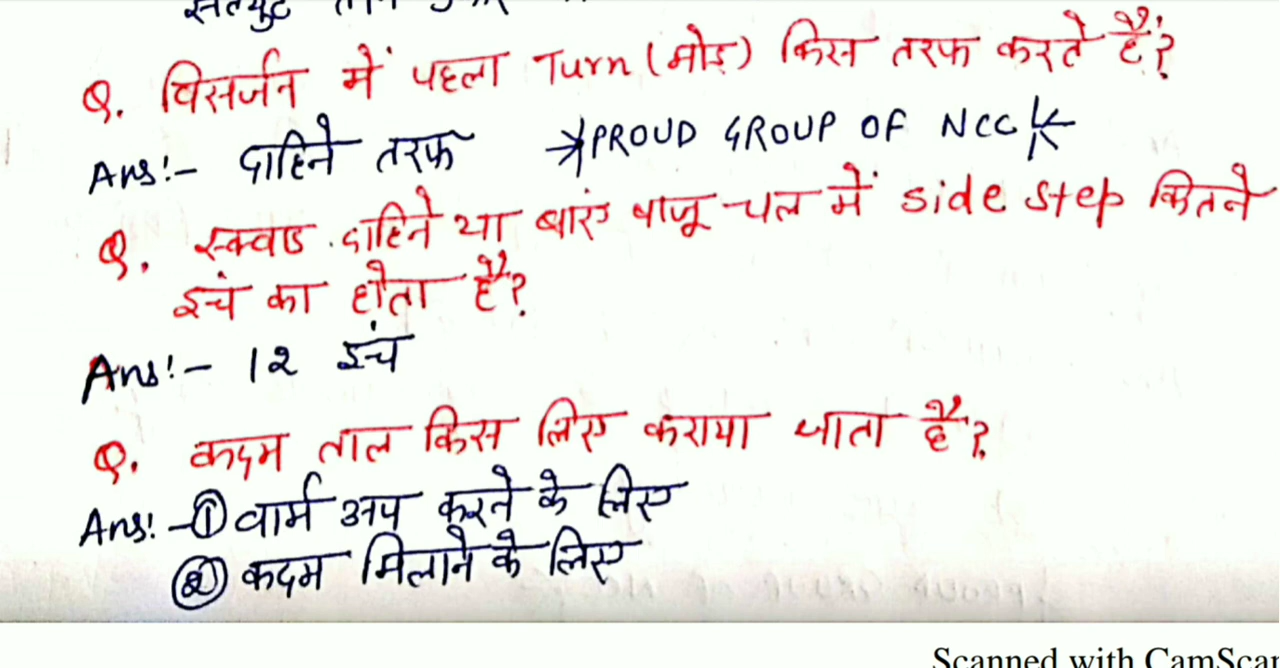 सल्यूट
Q. विसर्जन में पहला Turn (मोड़) किस तरफ करते हैं?
Ans:- दाहिने तरफ PROUD GROUP OF NCC
Q. स्क्वाड दाहिने या बाएं बाजू चल में side step कितने
इंच का होता है?
Ans:- 12 इंच
Q. कदम ताल किस लिए कराया जाता है?
Ans:- ① वार्म अप करने के लिए
② कदम मिलाने के लिए
Scanned with CamScan